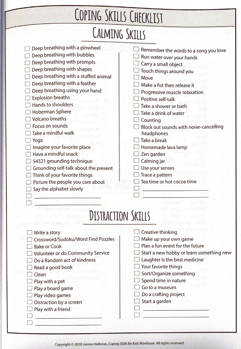 COPING SKILLS CHECKLIST
CALMING SKILLS
Deep breathing with a pinwheel
Deep breathing with bubbles
Deep breathing with prompts
Deep breathing with shapes
Deep breathing with a stuffed animal
Deep breathing with a feather
Deep breathing using your hand
Explosion breaths
Hands to shoulders
Hoberman Sphere
Volcano breaths
Focus on sounds
Take a mindful walk
Yoga
Imagine your favorite place
Have a mindful snack
54321 grounding technique
Grounding self-talk about the present
Think of your favorite things
Picture the people you care about
Say the alphabet slowly
Remember the words to a song you love
Run water over your hands
Carry a small object
Touch things around you
Move
Make a fist then release it
Progressive muscle relaxation
Positive self-talk
Take a shower or bath
Take a drink of water
Counting
Block out sounds with noise-cancelling
headphones
Take a break
Homemade lava lamp
Zen garden
Calming jar
Use your senses
Trace a pattern
Tea time or hot cocoa time
DISTRACTION SKILLS
Write a story
Crossword/Sudoku/Word Find Puzzles
Bake or Cook
Volunteer or do Community Service
Do a random act of kindness
Read a good book
Clean
Play with a pet
Play a board game
Play video games
Distraction by a screen
Play with a friend
Creative thinking
Make up your own game
Plan a fun event for the future
Start a new hobby or learn something new
Laughter is the best medicine
Your favorite things
Sort/Organize something
Spend time in nature
Go to a museum
Do a crafting project
Start a garden
Copyright © 2018 Janine Halloran, Coping Skills for Kids Workbook. All rights reserved.